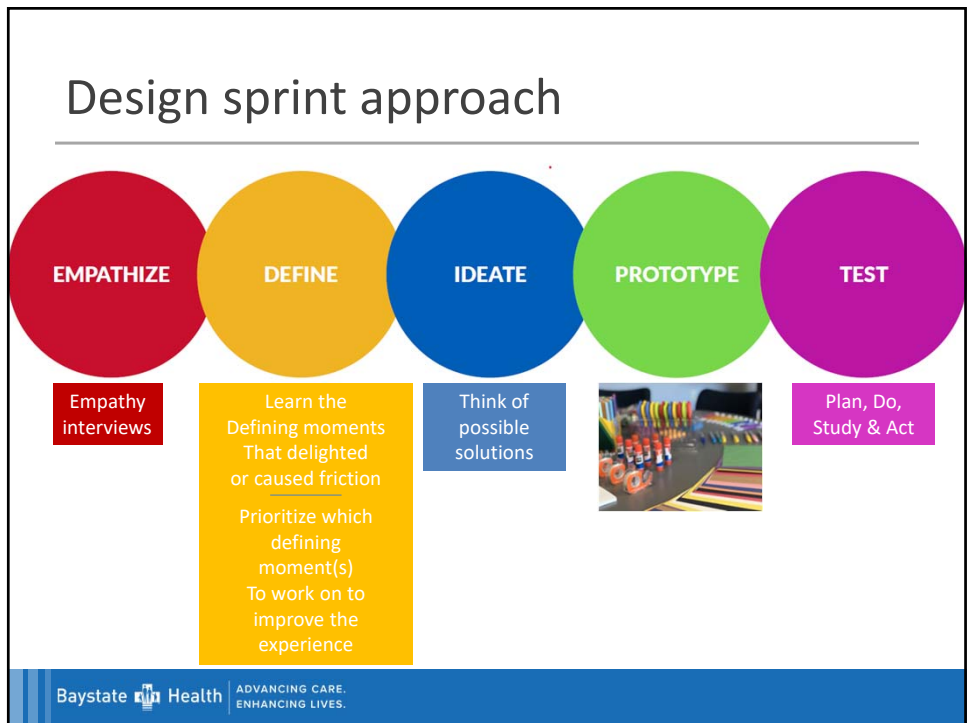 Design sprint approach
EMPATHIZE
DEFINE
IDEATE
PROTOTYPE
TEST
Empathy
interviews
Learn the
Defining moments
That delighted
or caused friction
Prioritize which
defining
moment(s)
To work on to
improve the
experience
Think of
possible
solutions
Plan, Do,
Study & Act
Baystate Health
ADVANCING CARE.
ENHANCING LIVES.